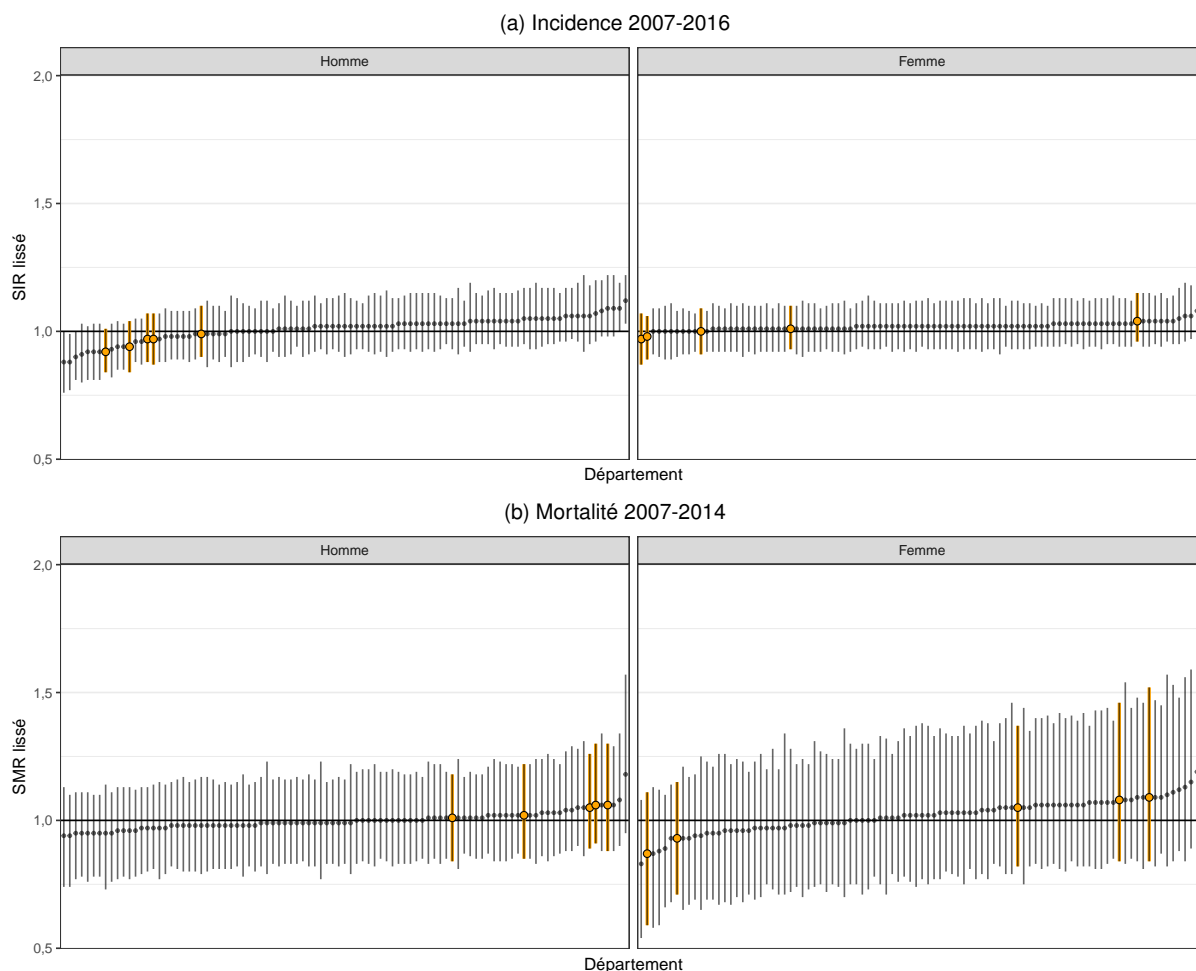 (a) Incidence 2007-2016
Homme
Femme
2,0
1,5
1,0
0,5
SIR lissé
Département
(b) Mortalité 2007-2014
Homme
Femme
2,0
1,5
1,0
0,5
SMR lissé
Département